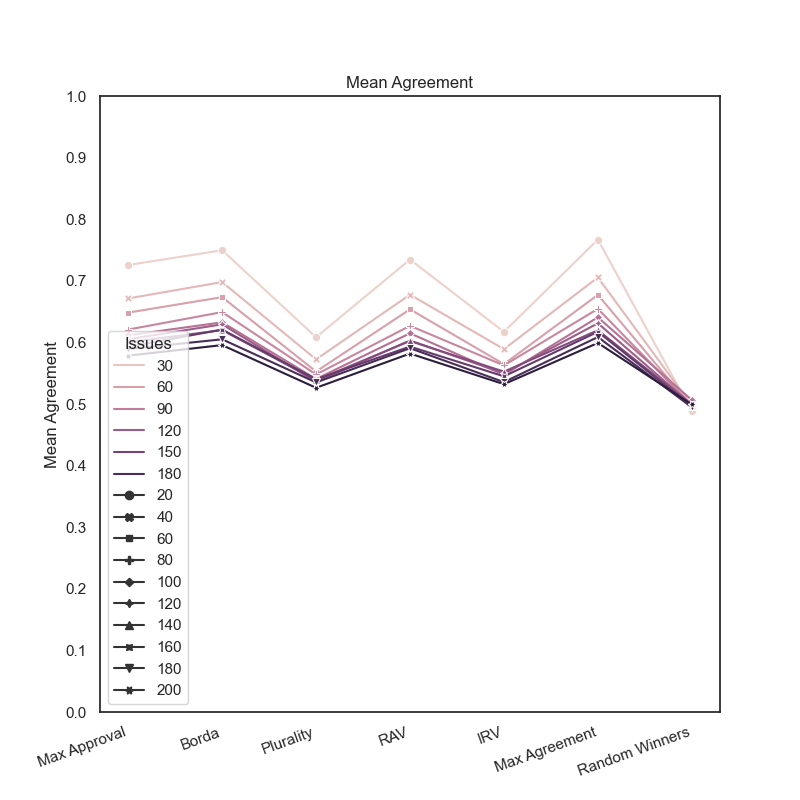 Mean Agreement
1.0
0.9
0.8
0.7
0.6
0.5
0.4
0.3
0.2
0.1
0.0
Mean Agreement
Issues
30
60
90
120
150
180
20
40
60
80
100
120
140
160
180
200
Max Approval
Borda
Plurality
RAV
IRV
Max Agreement
Random Winners